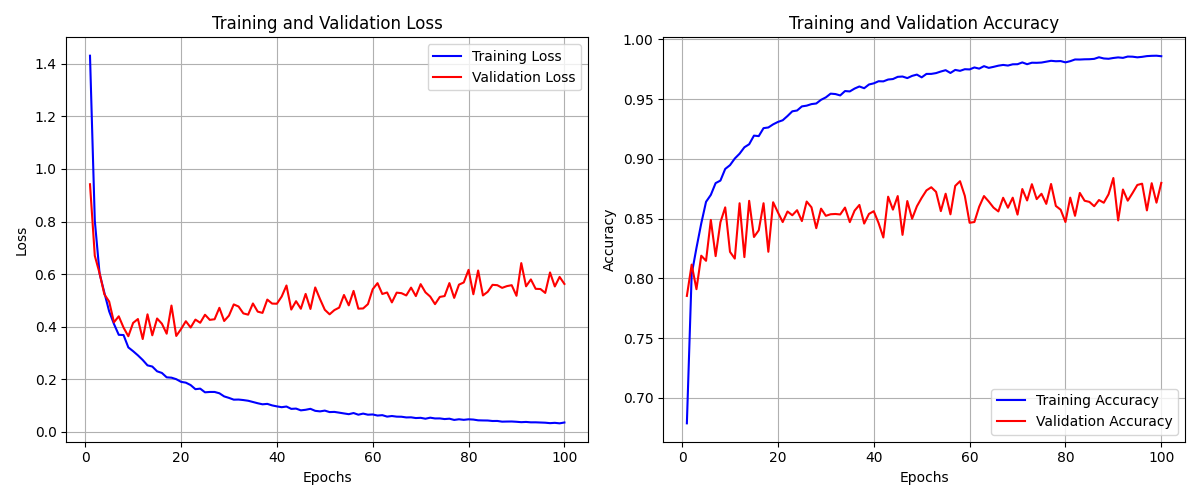 Training and Validation Loss
Training Loss
Validation Loss
1.4
1.2
1.0
0.8
0.6
0.4
0.2
0.0
Loss
0 20 40 60 80 100
Epochs
Training and Validation Accuracy
1.00
0.95
0.90
0.85
0.80
0.75
0.70
Accuracy
Training Accuracy
Validation Accuracy
0 20 40 60 80 100
Epochs